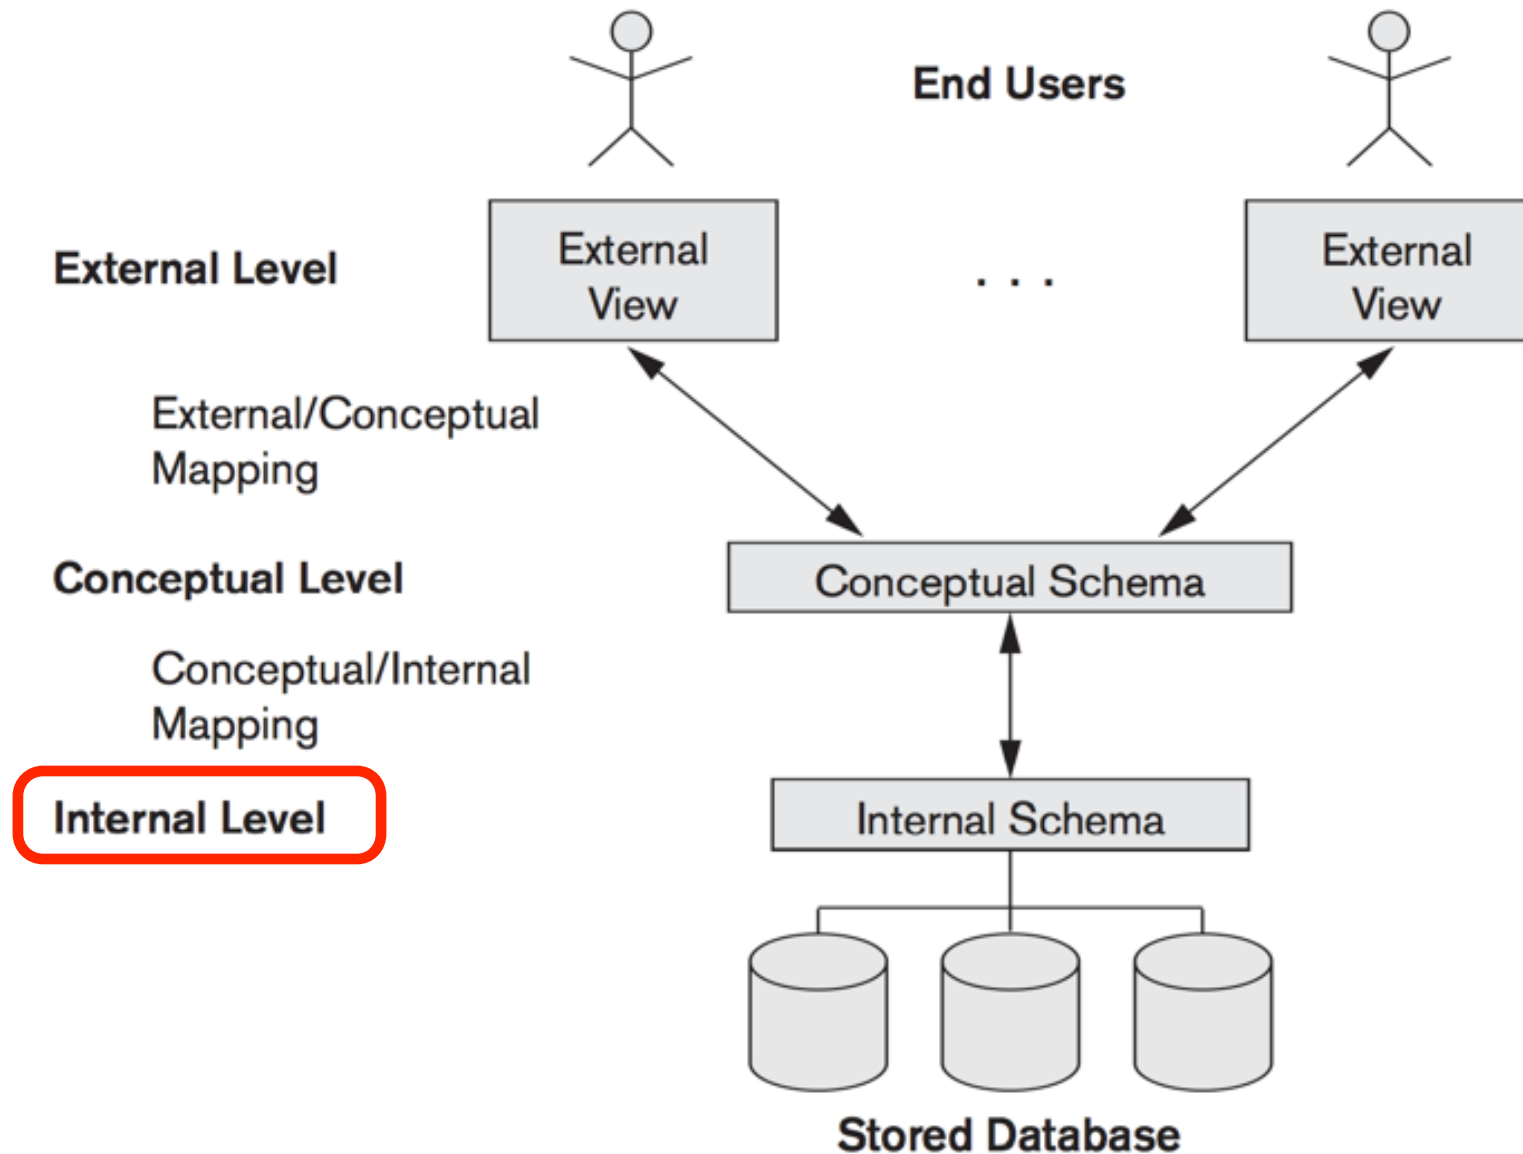 End Users
External Level
External
View
. . .
External
View
External/Conceptual
Mapping
Conceptual Level
Conceptual Schema
Conceptual/Internal
Mapping
Internal Level
Internal Schema
Stored Database